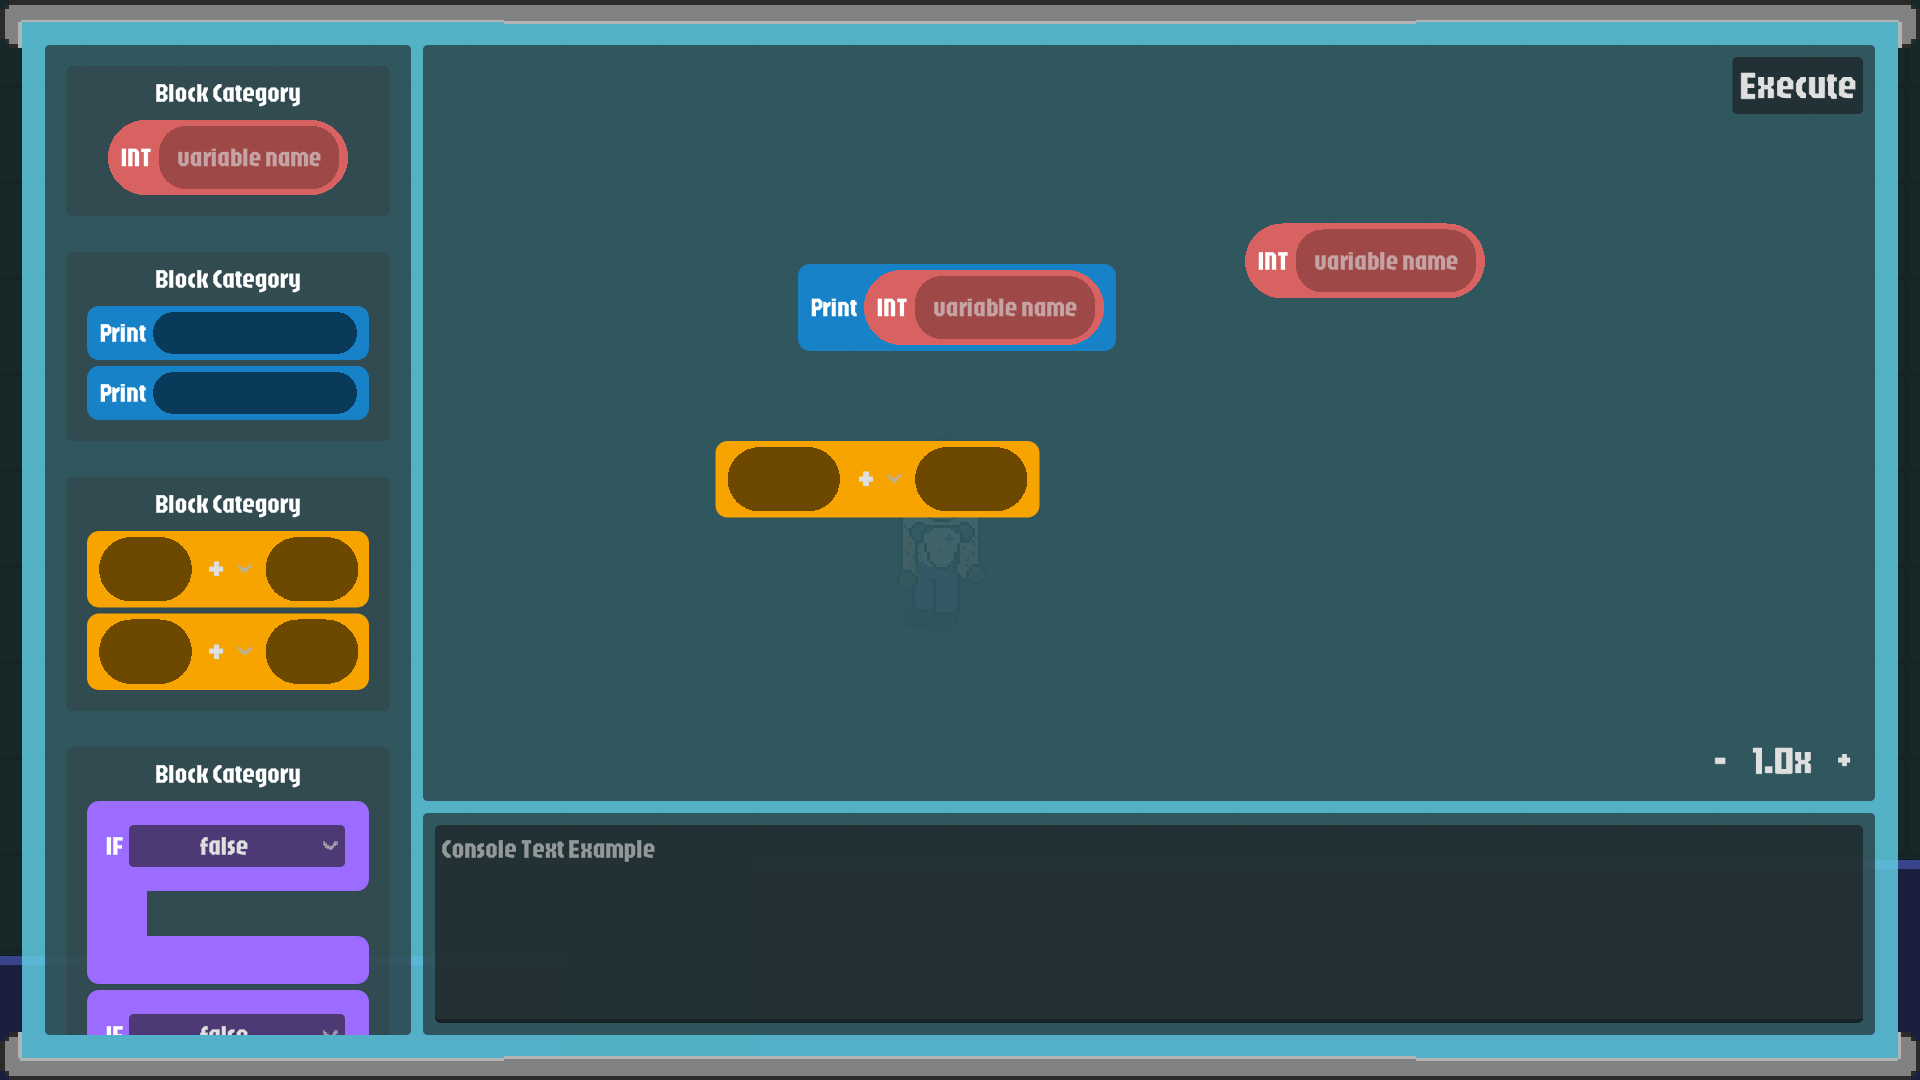 Block Category
INT variable name
Block Category
Print
Print
Block Category
+
+
Block Category
IF false
IF false
Execute
INT variable name
Print INT variable name
+
- 1.0x +
Console Text Example